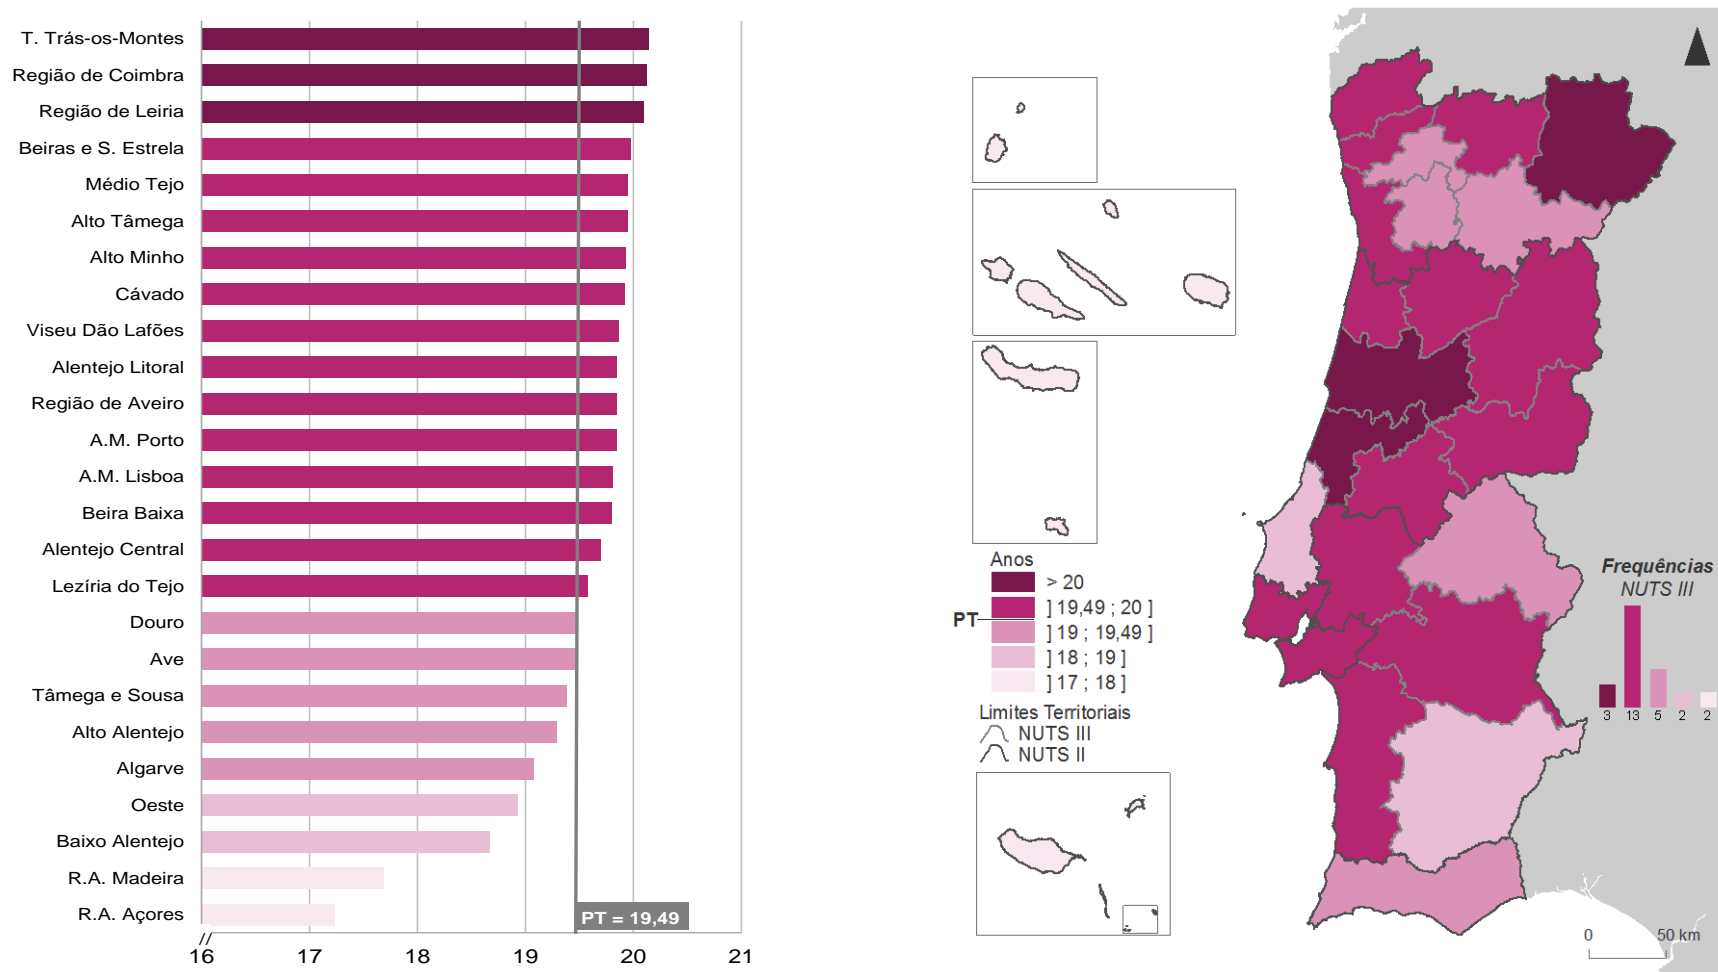 T. Trás-os-Montes
Região de Coimbra
Região de Leiria
Beiras e S. Estrela
Médio Tejo
Alto Tâmega
Alto Minho
Cávado
Viseu Dão Lafões
Alentejo Litoral
Região de Aveiro
A.M. Porto
A.M. Lisboa
Beira Baixa
Alentejo Central
Lezíria do Tejo
Douro
Ave
Tâmega e Sousa
Alto Alentejo
Algarve
Oeste
Baixo Alentejo
R.A. Madeira
R.A. Açores
PT = 19,49
16 17 18 19 20 21
Anos
> 20
] 19,49 ; 20 ]
PT
] 19 ; 19,49 ]
] 18 ; 19 ]
] 17 ; 18 ]
Limites Territoriais
NUTS III
NUTS II
Frequências
NUTS III
3 13 5 2 2
0 50 km